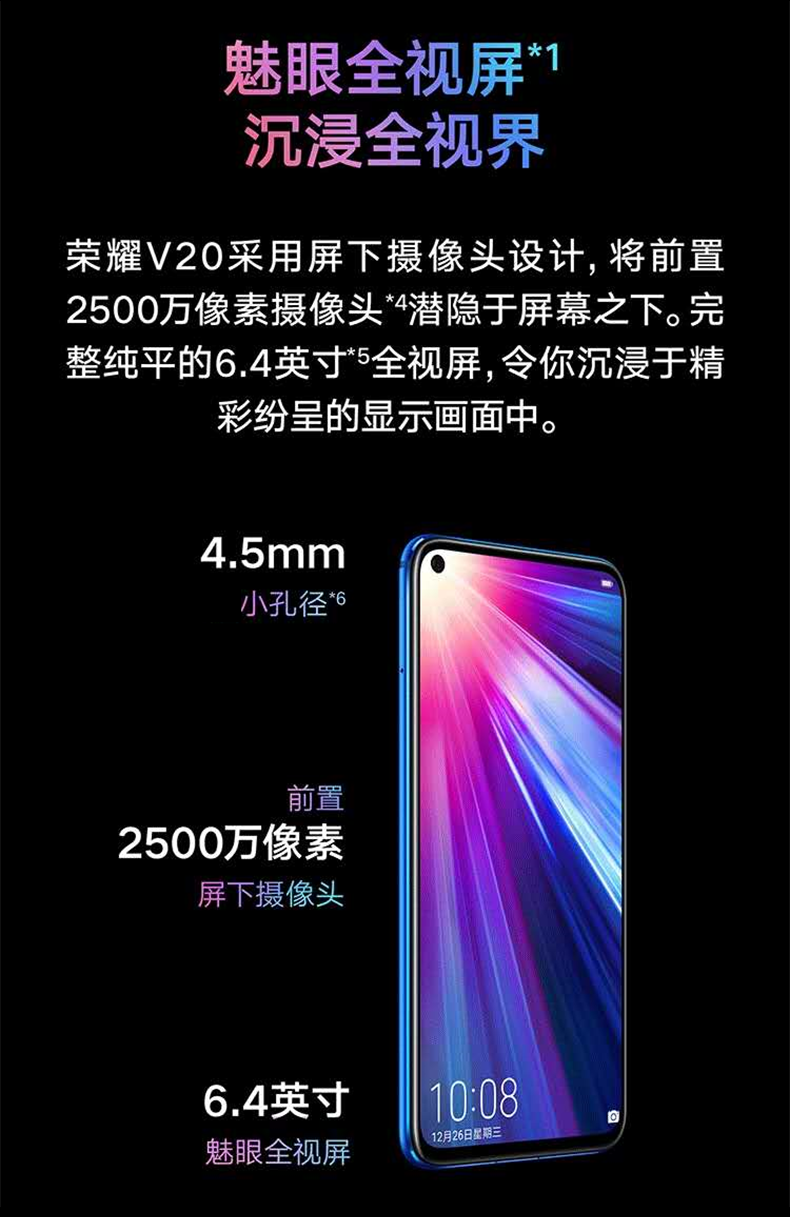 魅眼全视屏*1
沉浸全视界
荣耀V20采用屏下摄像头设计,将前置
2500万像素摄像头*4潜隐于屏幕之下。完
整纯平的6.4英寸*5全视屏,令你沉浸于精
彩纷呈的显示画面中。
4.5mm
小孔径*6
前置
2500万像素
屏下摄像头
6.4英寸
魅眼全视屏
10:08
12月26日星期三